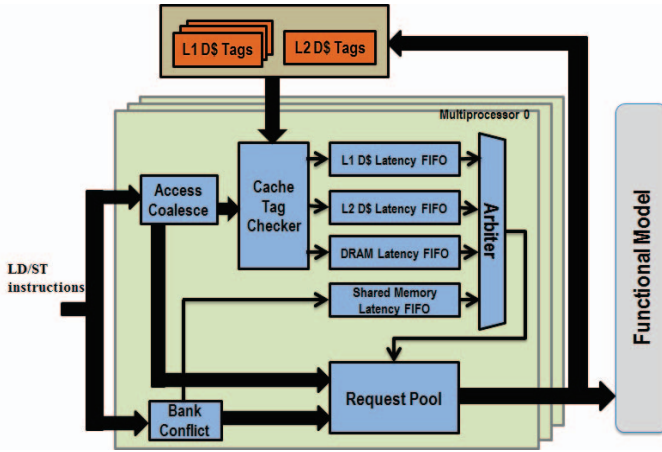 L1 D$ Tags
L2 D$ Tags
Multiprocessor 0
Access
Coalesce
Cache
Tag
Checker
L1 D$ Latency FIFO
L2 D$ Latency FIFO
DRAM Latency FIFO
Shared Memory
Latency FIFO
Arbiter
LD/ST
instructions
Bank
Conflict
Request Pool
Functional Model